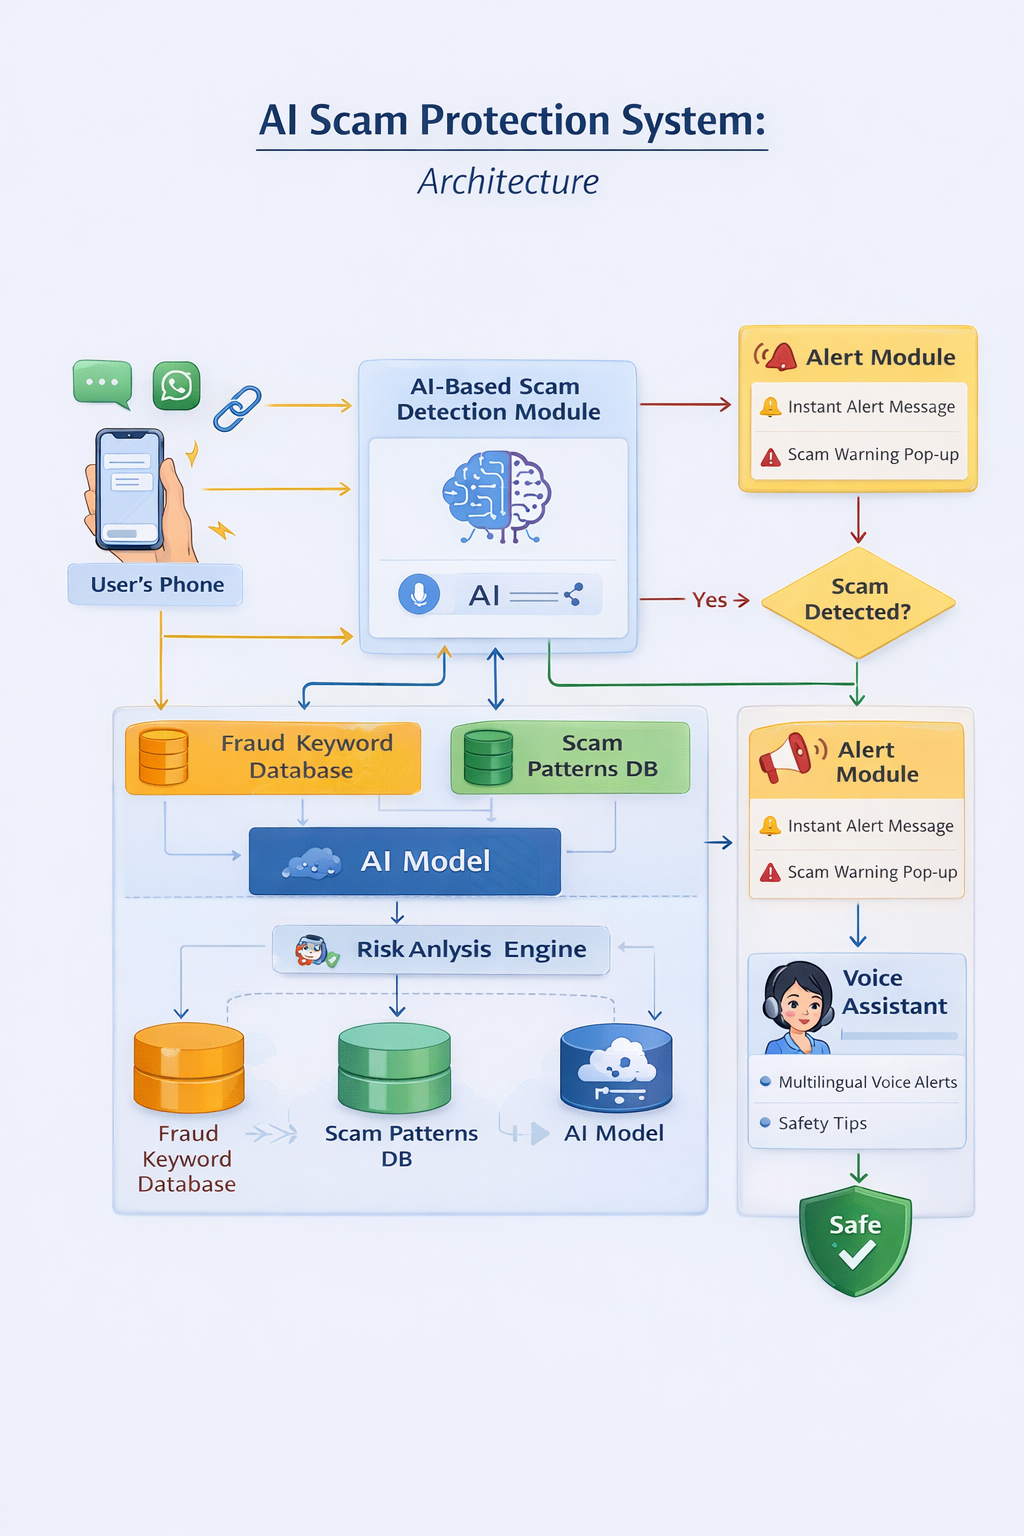 AI Scam Protection System:
Architecture
AI-Based Scam
Detection Module
AI
User's Phone
Alert Module
Instant Alert Message
Scam Warning Pop-up
Yes
Scam
Detected?
Fraud Keyword
Database
Scam
Patterns DB
AI Model
Risk Anlysis Engine
Fraud
Keyword
Database
Scam Patterns
DB
AI Model
Alert
Module
Instant Alert Message
Scam Warning Pop-up
Voice
Assistant
Multilingual Voice Alerts
Safety Tips
Safe